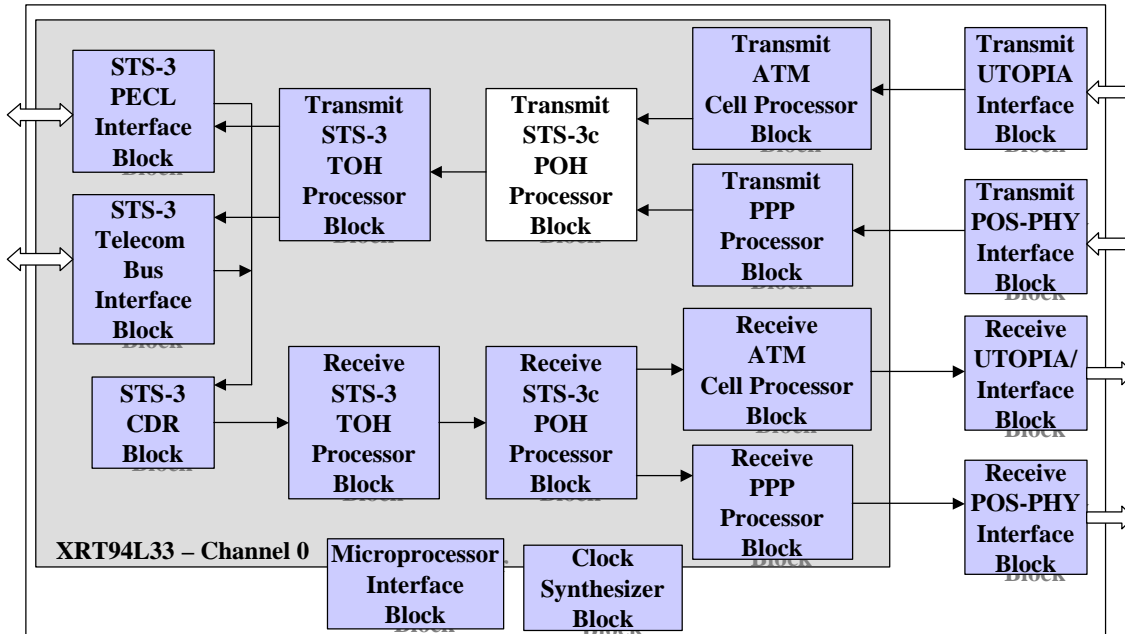 STS-3
PECL
Interface
Block
Transmit
STS-3
TOH
Processor
Block
Transmit
STS-3c
POH
Processor
Block
Transmit
ATM
Cell Processor
Block
Transmit
UTOPIA
Interface
Block
STS-3
Telecom
Bus
Interface
Block
Transmit
PPP
Processor
Block
Transmit
POS-PHY
Interface
Block
STS-3
CDR
Block
Receive
STS-3
TOH
Processor
Block
Receive
STS-3c
POH
Processor
Block
Receive
ATM
Cell Processor
Block
Receive
UTOPIA/
Interface
Block
Receive
PPP
Processor
Block
Receive
POS-PHY
Interface
Block
XRT94L33 – Channel 0
Microprocessor
Interface
Block
Clock
Synthesizer
Block